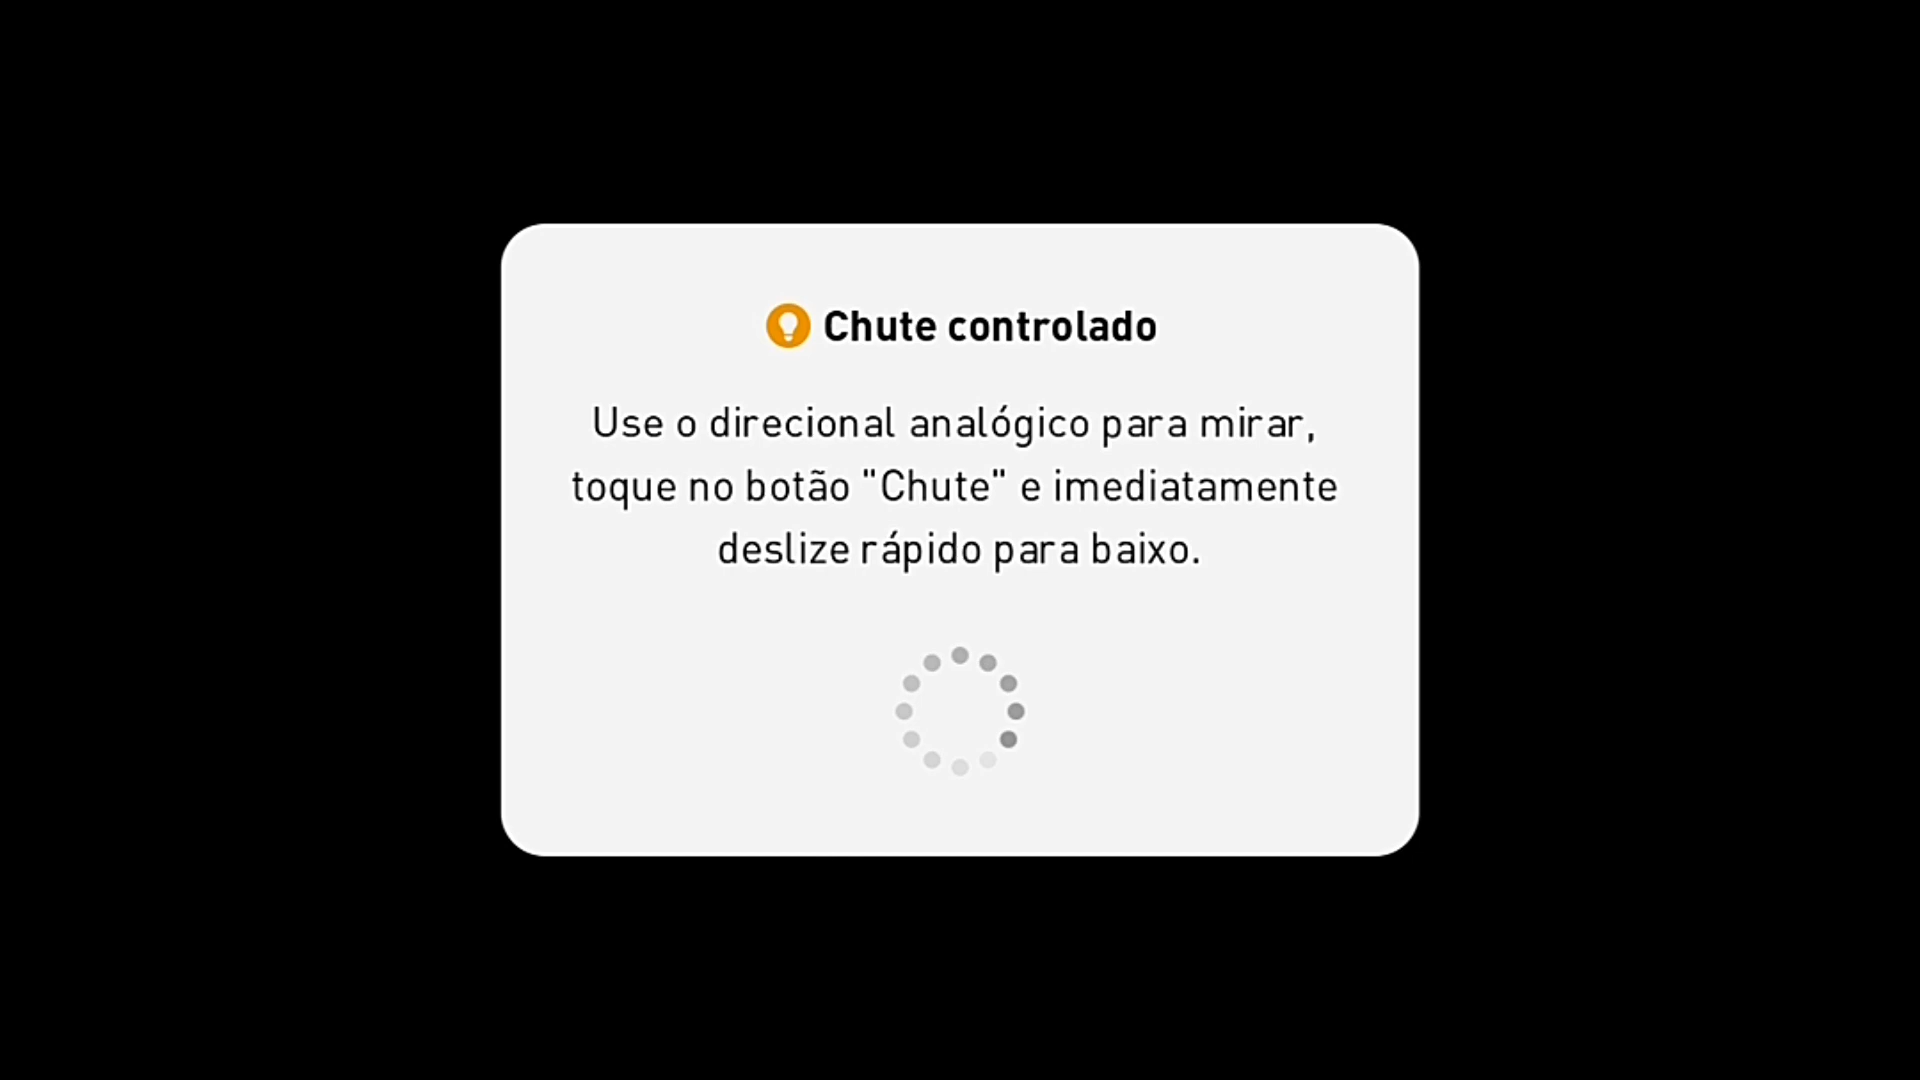 Chute controlado
Use o direcional analógico para mirar,
toque no botão "Chute" e imediatamente
deslize rápido para baixo.